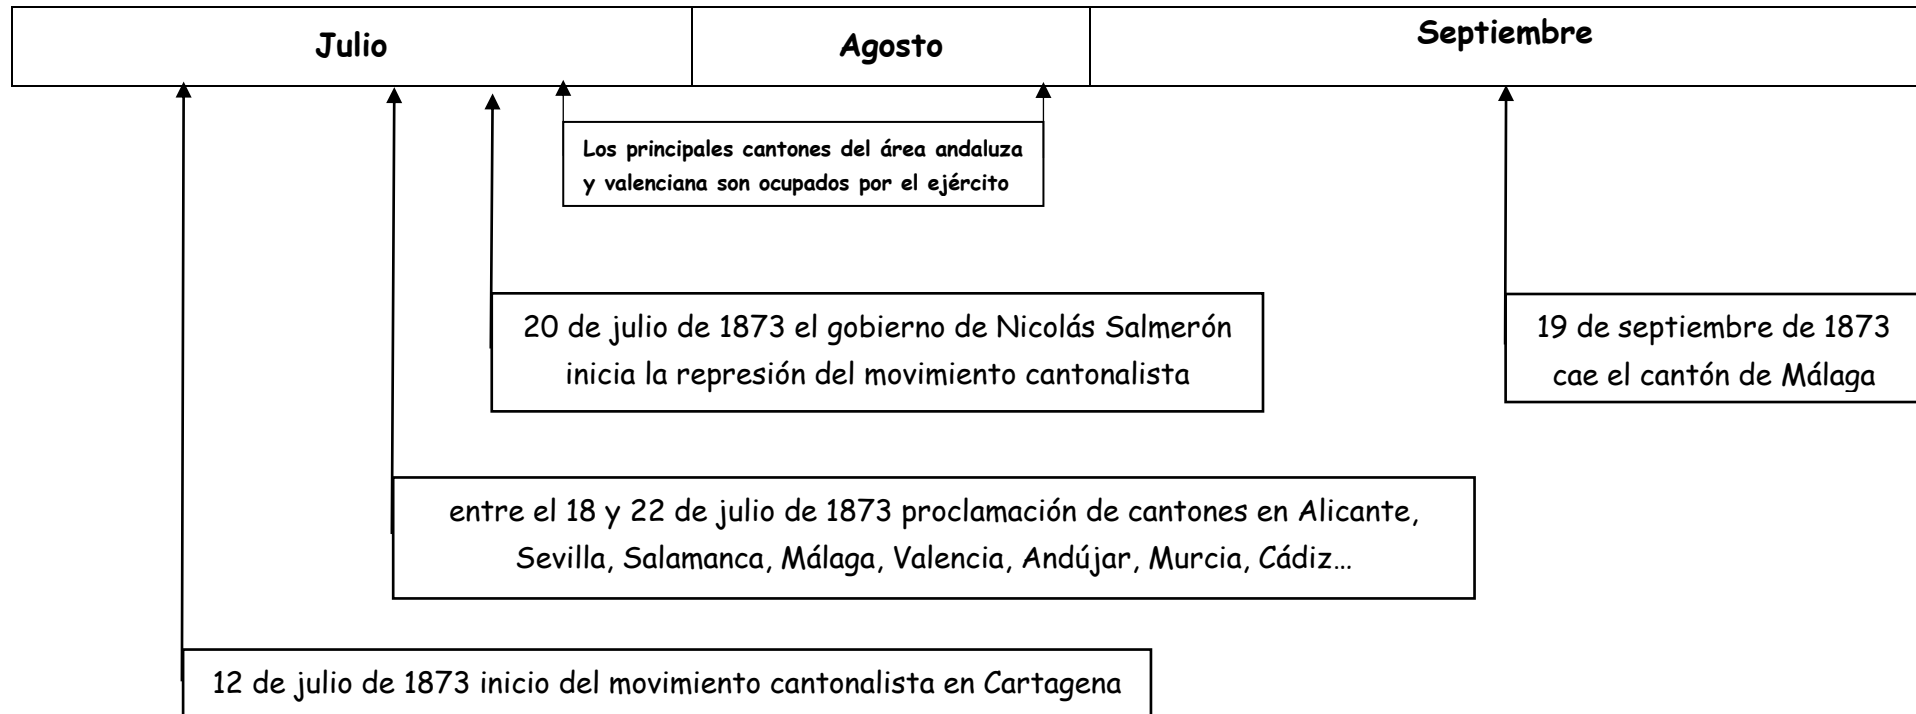 Julio
Agosto
Septiembre
Los principales cantones del área andaluza
y valenciana son ocupados por el ejército
20 de julio de 1873 el gobierno de Nicolás Salmerón
inicia la represión del movimiento cantonalista
19 de septiembre de 1873
cae el cantón de Málaga
entre el 18 y 22 de julio de 1873 proclamación de cantones en Alicante,
Sevilla, Salamanca, Málaga, Valencia, Andújar, Murcia, Cádiz…
12 de julio de 1873 inicio del movimiento cantonalista en Cartagena